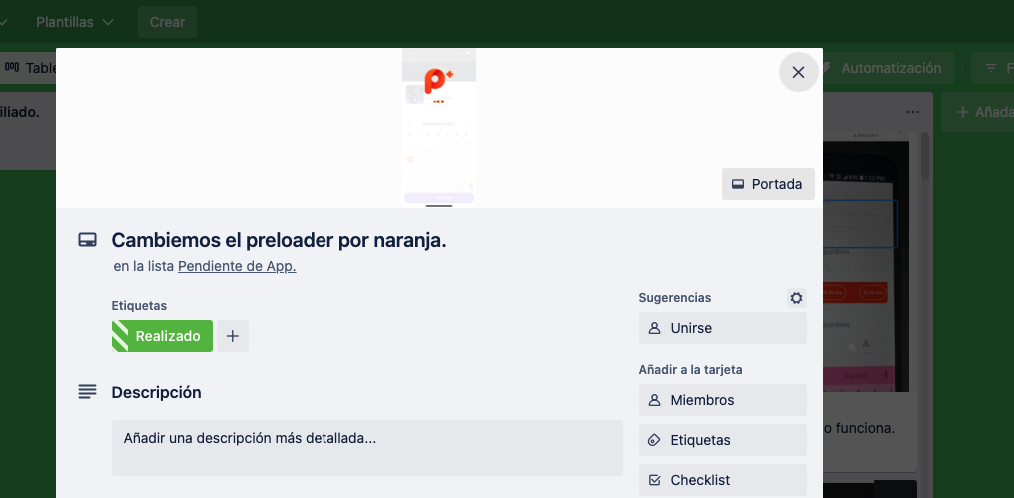 Plantillas
Crear
Table
Automatización
F
iliado.
Añada
Portada
Cambiemos el preloader por naranja.
en la lista Pendiente de App.
Etiquetas
Realizado
Descripción
Añadir una descripción más detallada...
Sugerencias
Unirse
Añadir a la tarjeta
Miembros
Etiquetas
Checklist
o funciona.